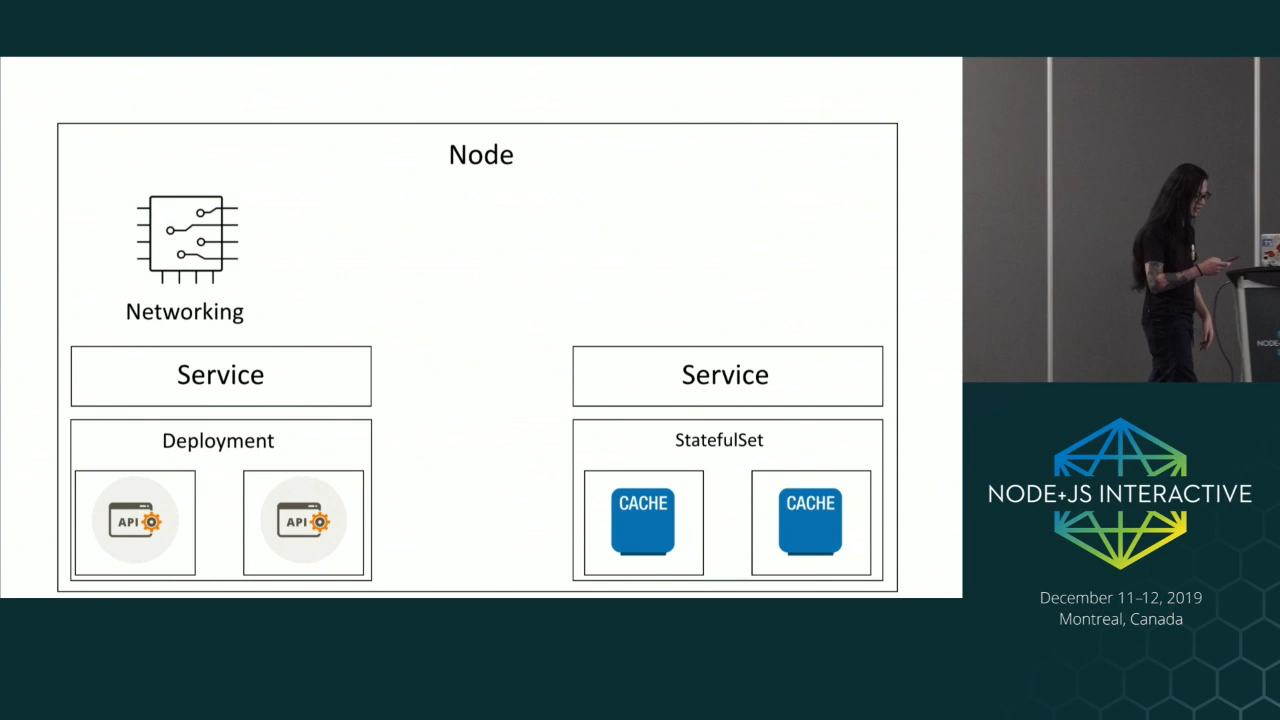 Node
Networking
Service
Service
Deployment
StatefulSet
API
API
CACHE
CACHE
NODE+JS INTERACTIVE
December 11–12, 2019
Montreal, Canada